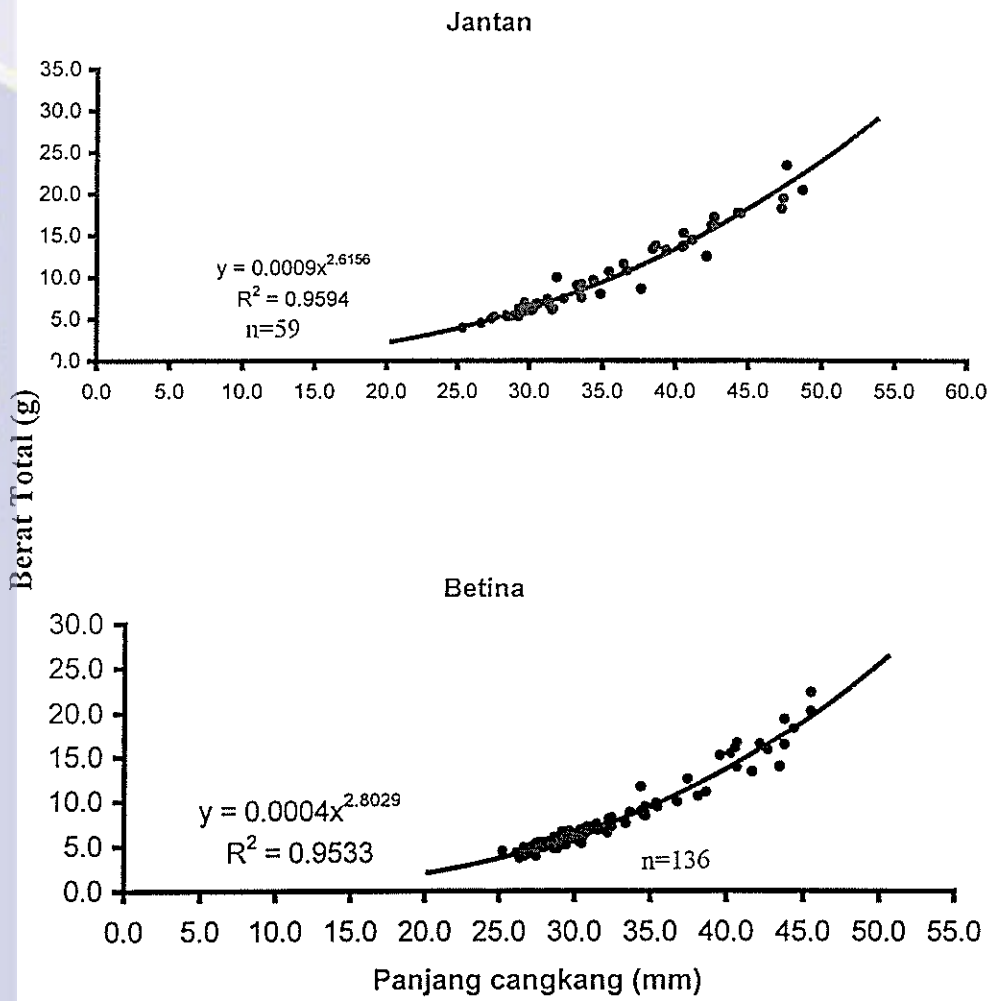 Jantan
35.0
30.0
25.0
20.0
15.0
10.0
5.0
0.0
y = 0.0009x^2.6156
R² = 0.9594
n=59
0.0 5.0 10.0 15.0 20.0 25.0 30.0 35.0 40.0 45.0 50.0 55.0 60.0
Berat Total (g)
Betina
30.0
25.0
20.0
15.0
10.0
5.0
0.0
y = 0.0004x^2.8029
R² = 0.9533
n=136
0.0 5.0 10.0 15.0 20.0 25.0 30.0 35.0 40.0 45.0 50.0 55.0
Panjang cangkang (mm)